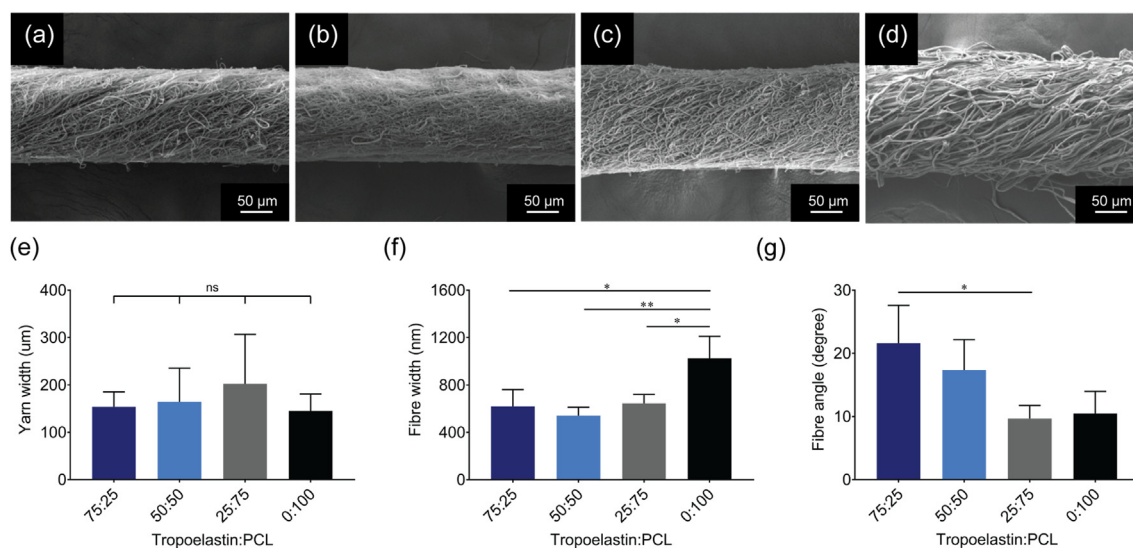 (a)
(b)
(c)
(d)
50 µm
50 µm
50 µm
50 µm
(e)
(f)
(g)
400
300
200
100
0
Yarn width (um)
ns
75:25
50:50
25:75
0:100
Tropoelastin:PCL
1600
1200
800
400
0
Fibre width (nm)
*
**
*
75:25
50:50
25:75
0:100
Tropoelastin:PCL
30
20
10
0
Fibre angle (degree)
*
75:25
50:50
25:75
0:100
Tropoelastin:PCL